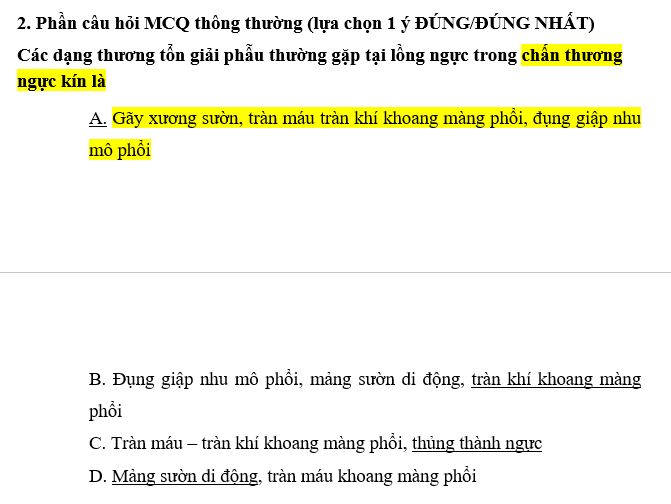 2. Phần câu hỏi MCQ thông thường (lựa chọn 1 ý ĐÚNG/ĐÚNG NHẤT)
Các dạng thương tổn giải phẫu thường gặp tại lồng ngực trong chấn thương
ngực kín là
A. Gãy xương sườn, tràn máu tràn khí khoang màng phổi, đụng giập nhu
mô phổi
B. Đụng giập nhu mô phổi, mảng sườn di động, tràn khí khoang màng
phổi
C. Tràn máu – tràn khí khoang màng phổi, thủng thành ngực
D. Mảng sườn di động, tràn máu khoang màng phổi